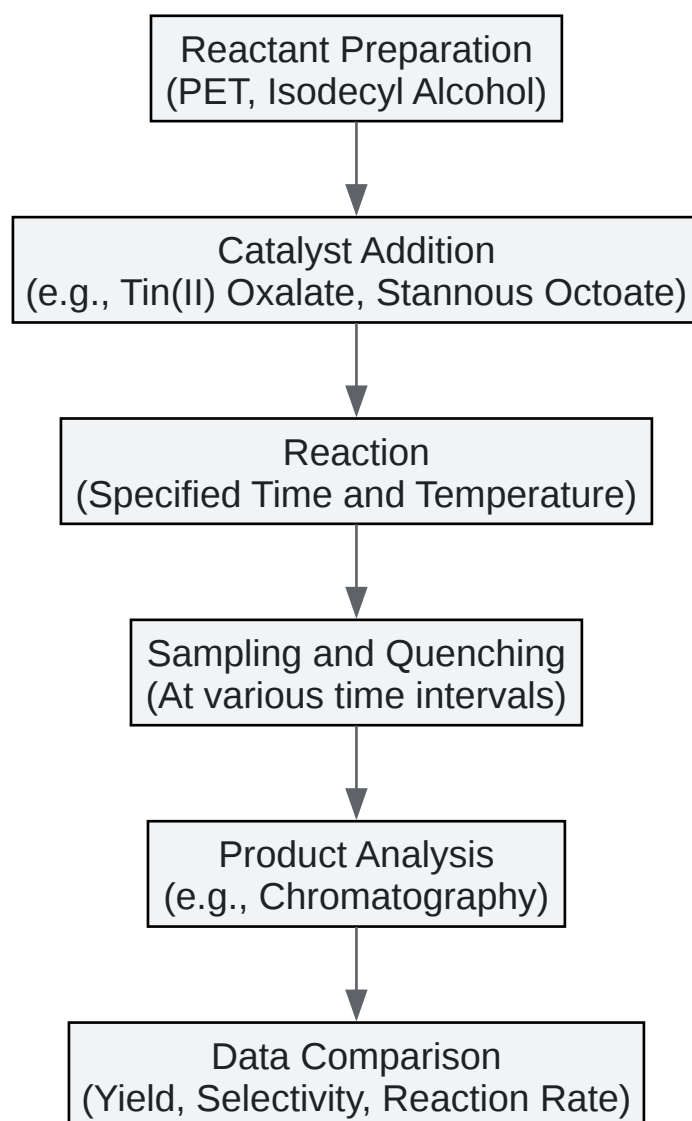 Reactant Preparation
(PET, Isodecyl Alcohol)
Catalyst Addition
(e.g., Tin(II) Oxalate, Stannous Octoate)
Reaction
(Specified Time and Temperature)
Sampling and Quenching
(At various time intervals)
Product Analysis
(e.g., Chromatography)
Data Comparison
(Yield, Selectivity, Reaction Rate)